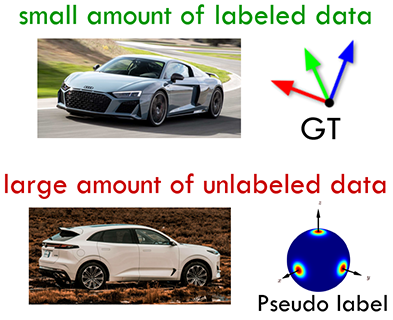 small amount of labeled data
GT
large amount of unlabeled data
z
x
y
Pseudo label